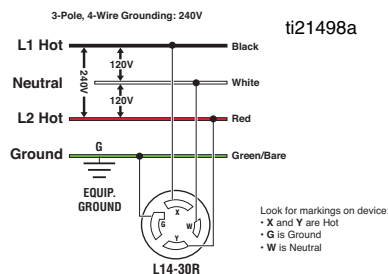 3-Pole, 4-Wire Grounding: 240V
ti21498a
L1 Hot
Black
120V
240V
Neutral
White
120V
L2 Hot
Red
Ground
G
Green/Bare
EQUIP.
GROUND
X
G
W
Y
L14-30R
Look for markings on device:
• X and Y are Hot
• G is Ground
• W is Neutral